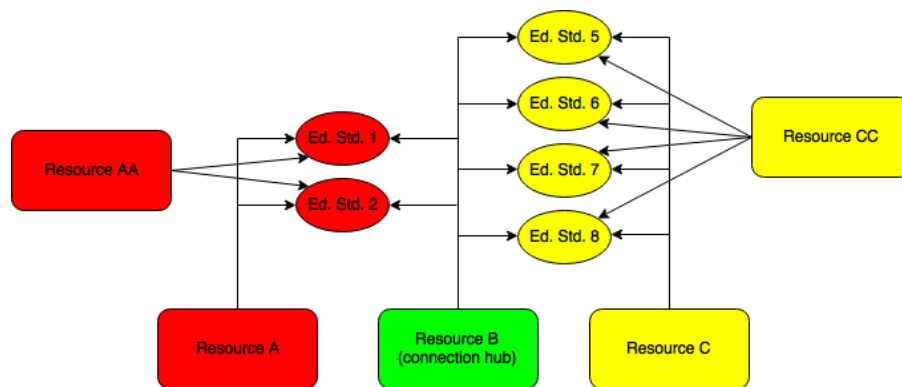 Ed. Std. 5
Ed. Std. 6
Ed. Std. 1
Resource CC
Resource AA
Ed. Std. 7
Ed. Std. 2
Ed. Std. 8
Resource A
Resource B
(connection hub)
Resource C